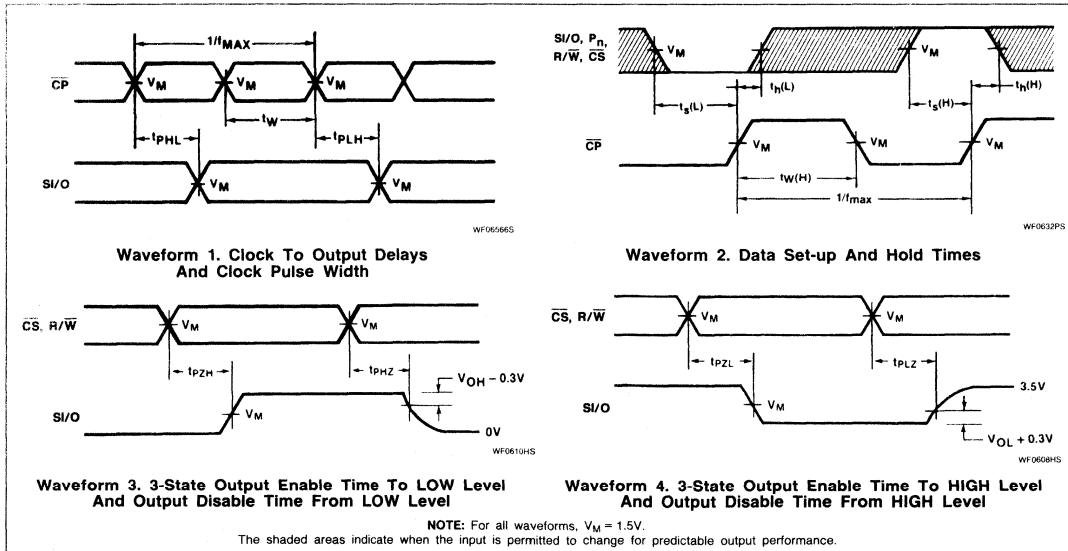 1/fMAX
C̅P̅
VM
VM
VM
tW
tPHL
tPLH
SI/O
VM
VM
WF06566S
Waveform 1. Clock To Output Delays
And Clock Pulse Width
SI/O, Pn,
R/W̅, C̅S̅
VM
VM
th(L)
th(H)
ts(L)
ts(H)
C̅P̅
VM
VM
VM
tW(H)
1/fmax
WF0632PS
Waveform 2. Data Set-up And Hold Times
C̅S̅, R/W̅
VM
VM
tPZH
tPHZ
VOH – 0.3V
SI/O
VM
0V
WF0610HS
Waveform 3. 3-State Output Enable Time To LOW Level
And Output Disable Time From LOW Level
C̅S̅, R/W̅
VM
VM
tPZL
tPLZ
3.5V
SI/O
VM
VOL + 0.3V
WF0608HS
Waveform 4. 3-State Output Enable Time To HIGH Level
And Output Disable Time From HIGH Level
NOTE: For all waveforms, VM = 1.5V.
The shaded areas indicate when the input is permitted to change for predictable output performance.